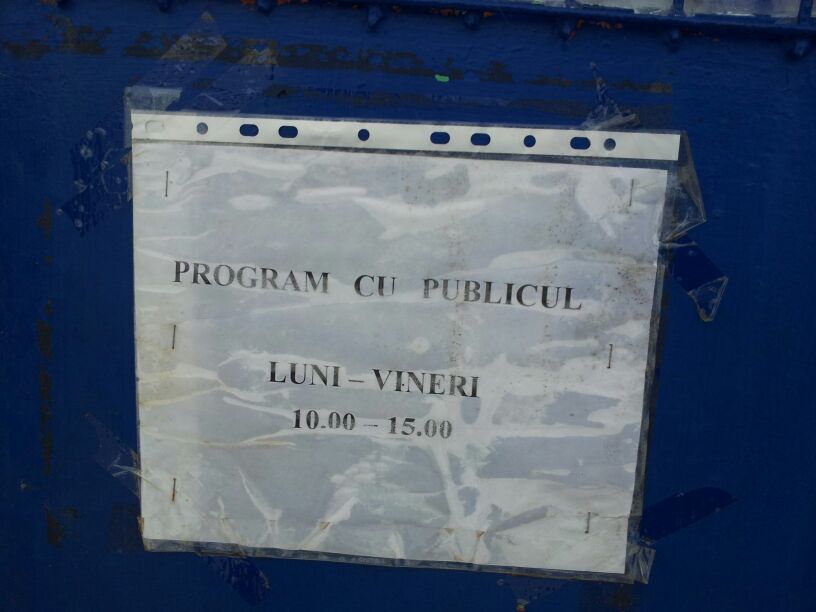 PROGRAM CU PUBLICUL
LUNI – VINERI
10.00 – 15.00